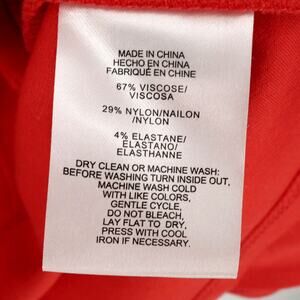 MADE IN CHINA
HECHO EN CHINA
FABRIQUÉ EN CHINE
67% VISCOSE/
VISCOSA
29% NYLON/NAILON
/NYLON
4% ELASTANE/
ELASTANO/
ELASTHANNE
DRY CLEAN OR MACHINE WASH:
BEFORE WASHING TURN INSIDE OUT,
MACHINE WASH COLD
WITH LIKE COLORS,
GENTLE CYCLE,
DO NOT BLEACH,
LAY FLAT TO DRY,
PRESS WITH COOL
IRON IF NECESSARY.